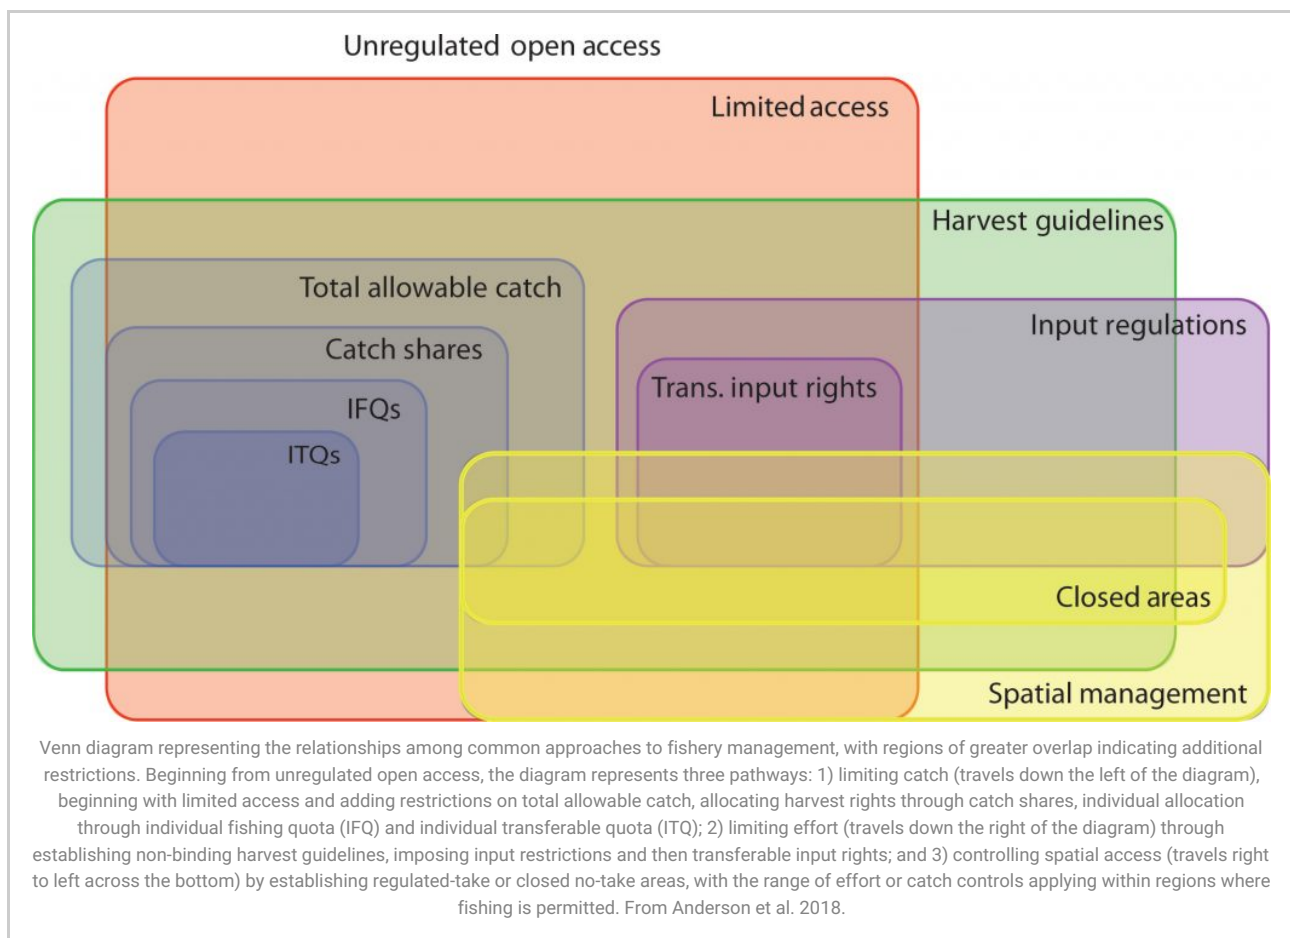 Unregulated open access
Limited access
Harvest guidelines
Total allowable catch
Input regulations
Catch shares
Trans. input rights
IFQs
ITQs
Closed areas
Spatial management
Venn diagram representing the relationships among common approaches to fishery management, with regions of greater overlap indicating additional
restrictions. Beginning from unregulated open access, the diagram represents three pathways: 1) limiting catch (travels down the left of the diagram),
beginning with limited access and adding restrictions on total allowable catch, allocating harvest rights through catch shares, individual allocation
through individual fishing quota (IFQ) and individual transferable quota (ITQ); 2) limiting effort (travels down the right of the diagram) through
establishing non-binding harvest guidelines, imposing input restrictions and then transferable input rights; and 3) controlling spatial access (travels right
to left across the bottom) by establishing regulated-take or closed no-take areas, with the range of effort or catch controls applying within regions where
fishing is permitted. From Anderson et al. 2018.